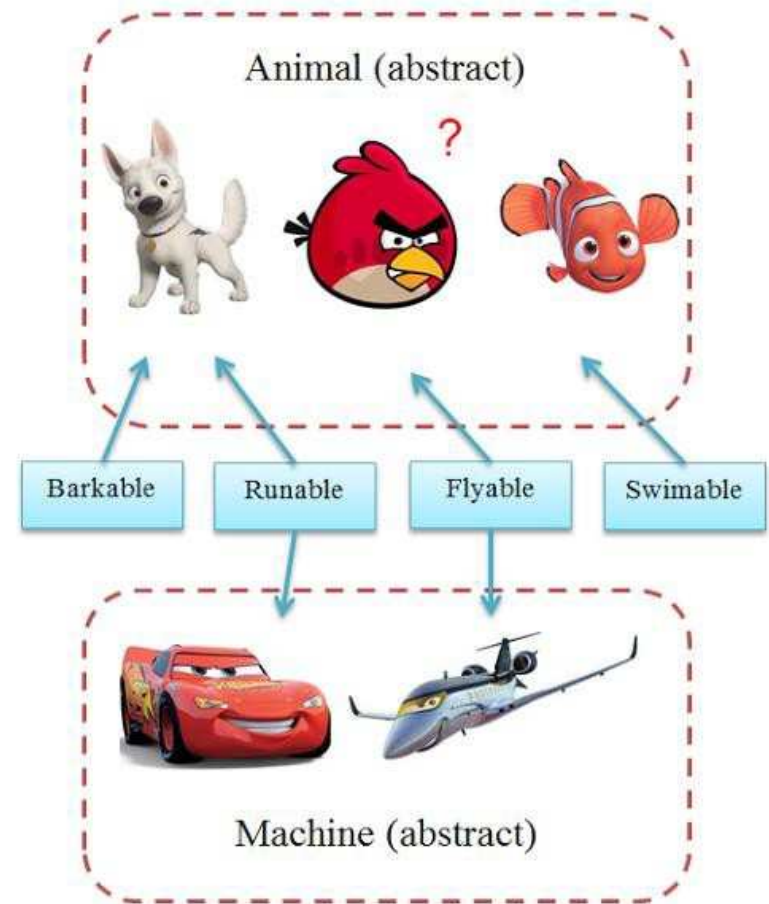 Animal (abstract)
?
Barkable
Runable
Flyable
Swimable
Machine (abstract)